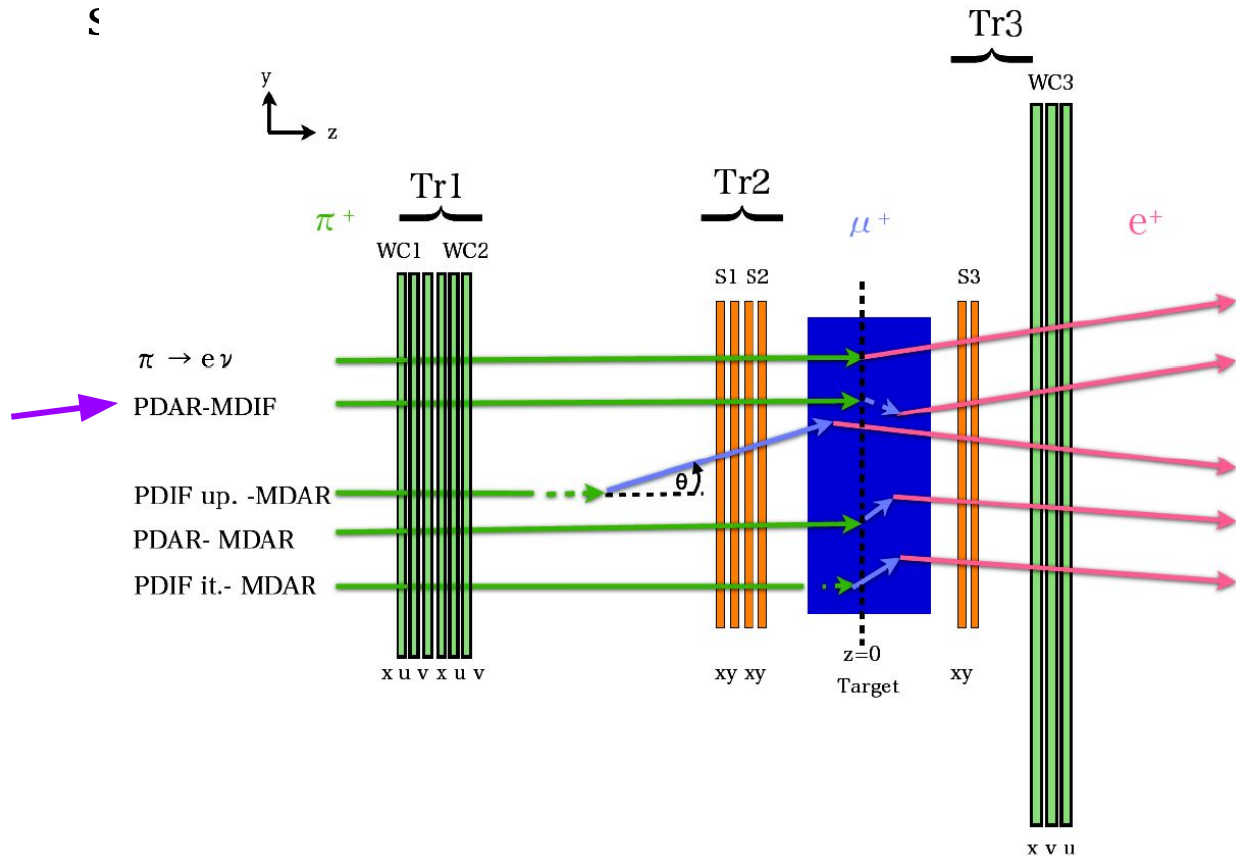 Tr3
WC3
y
z
Tr1
Tr2
π+
μ+
e+
WC1 WC2
S1 S2
S3
π → e ν
PDAR-MDIF
θ
PDIF up. -MDAR
PDAR- MDAR
PDIF it.- MDAR
z=0
x u v x u v
xy xy
xy
Target
x v u